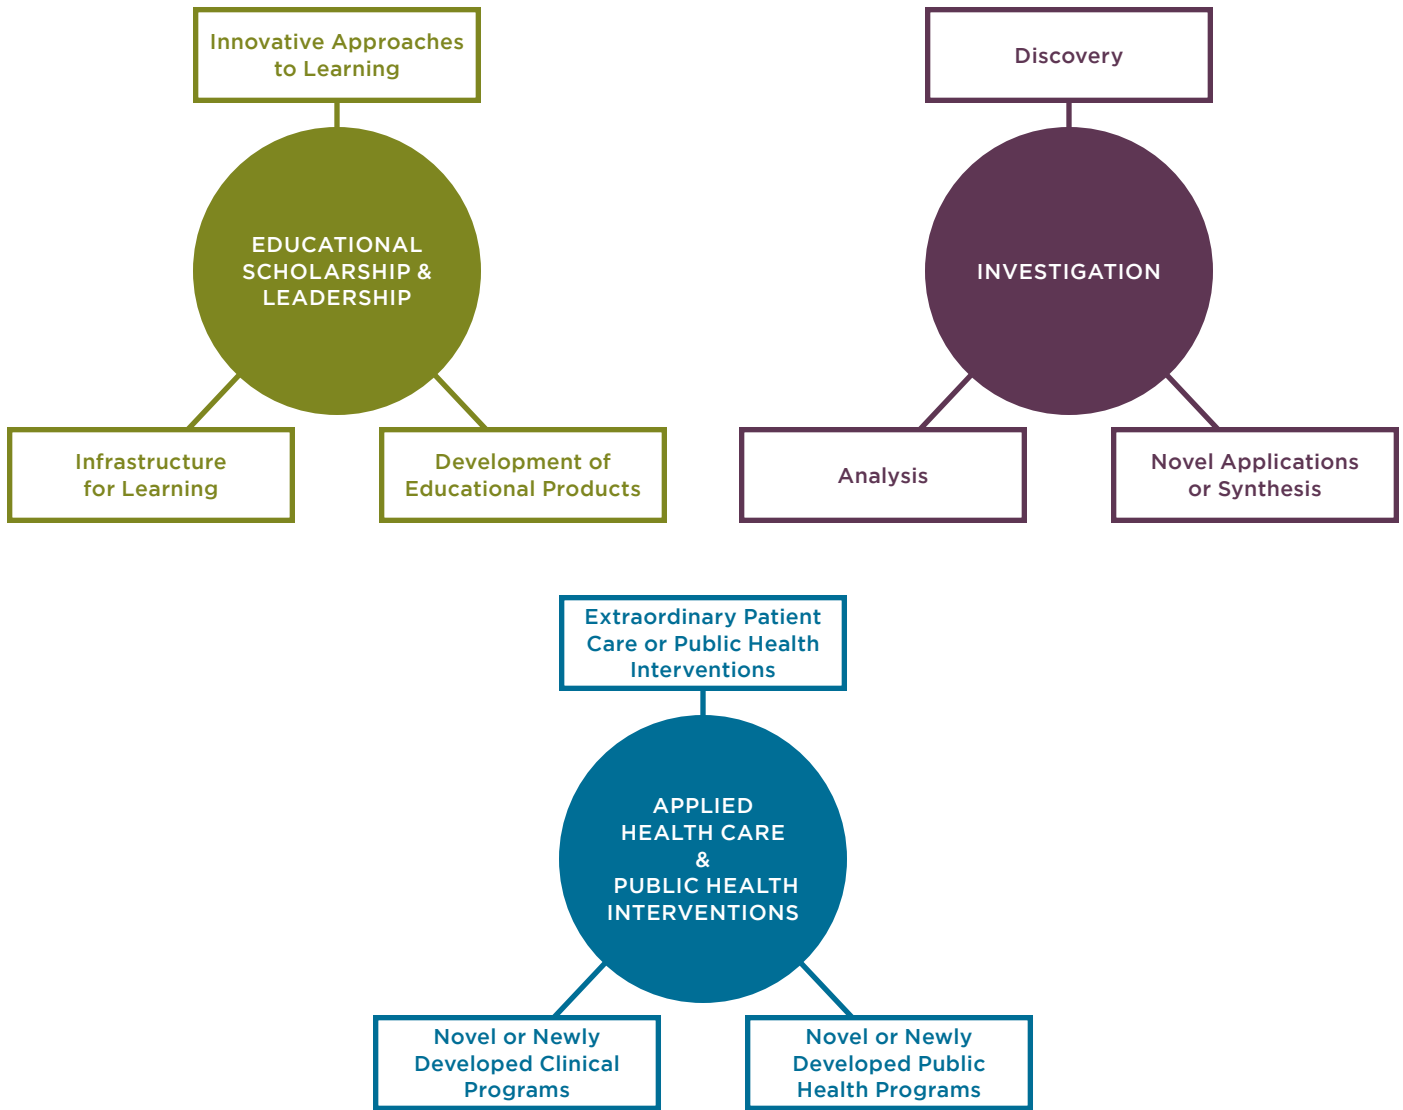 Innovative Approaches
to Learning
EDUCATIONAL
SCHOLARSHIP &
LEADERSHIP
Infrastructure
for Learning
Development of
Educational Products
Discovery
INVESTIGATION
Analysis
Novel Applications
or Synthesis
Extraordinary Patient
Care or Public Health
Interventions
APPLIED
HEALTH CARE
&
PUBLIC HEALTH
INTERVENTIONS
Novel or Newly
Developed Clinical
Programs
Novel or Newly
Developed Public
Health Programs